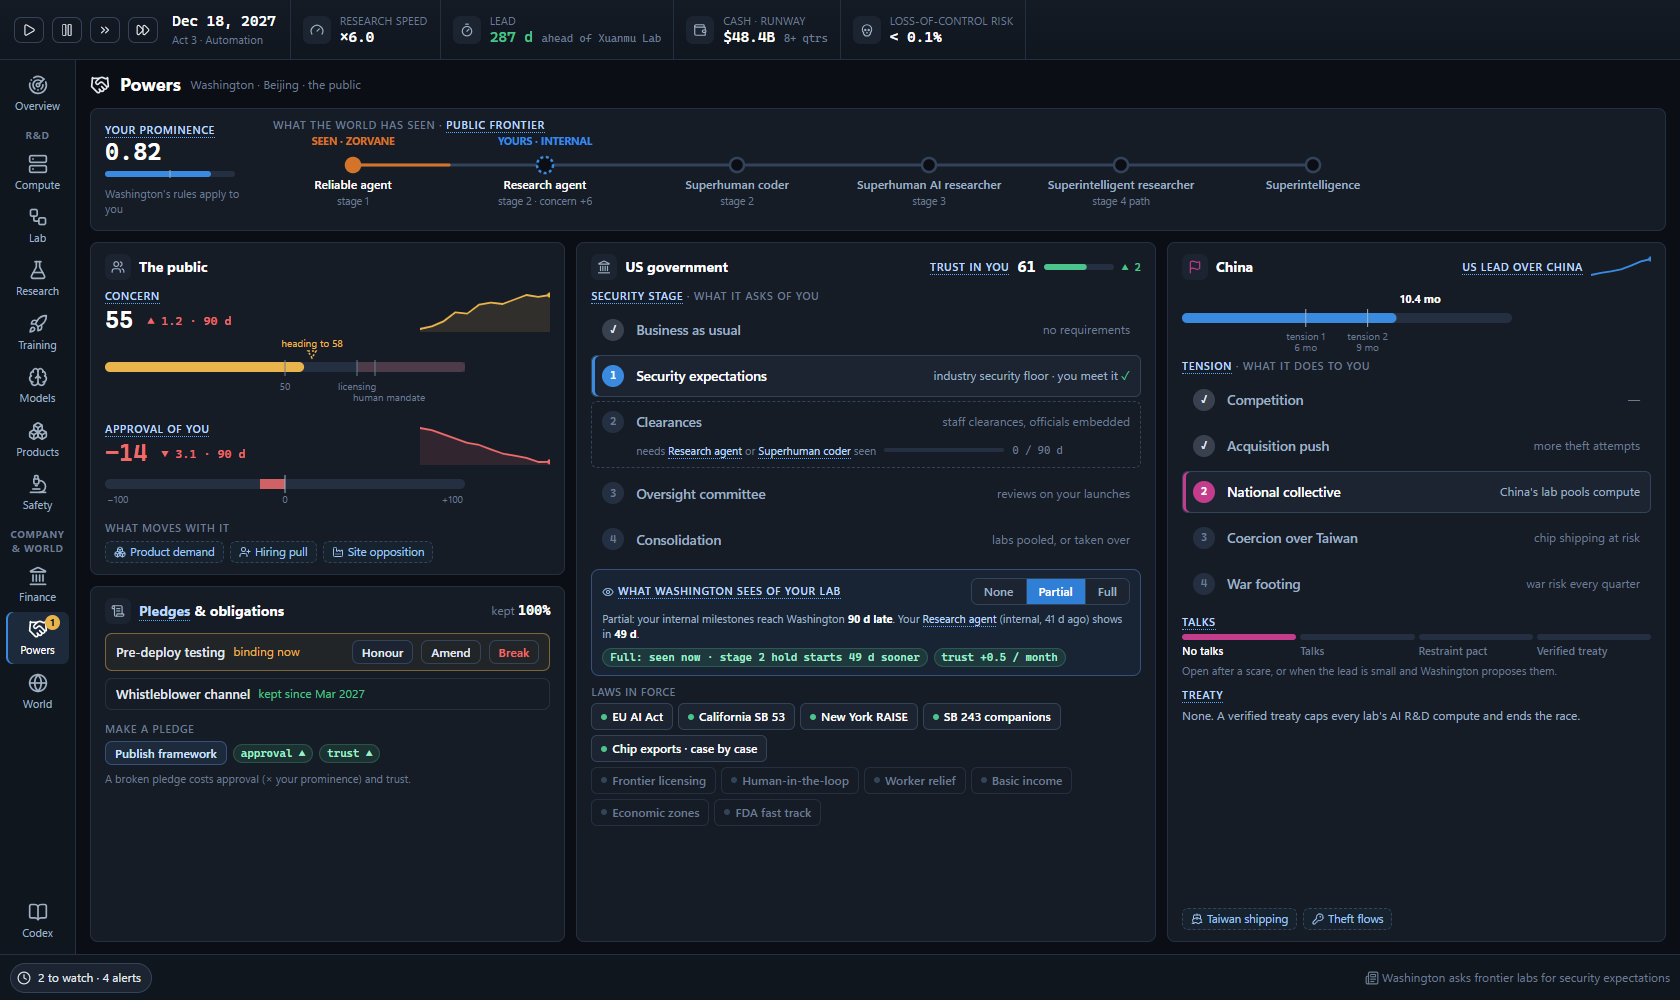 Dec 18, 2027
Act 3 · Automation
RESEARCH SPEED
×6.0
LEAD
287 d ahead of Xuanmu Lab
CASH · RUNWAY
$48.4B 8+ qtrs
LOSS-OF-CONTROL RISK
< 0.1%
Overview
R&D
Compute
Lab
Research
Training
Models
Products
Safety
COMPANY
& WORLD
Finance
1
Powers
World
Codex
Powers Washington · Beijing · the public
YOUR PROMINENCE
0.82
Washington's rules apply to
you
WHAT THE WORLD HAS SEEN · PUBLIC FRONTIER
SEEN · ZORVANE
YOURS · INTERNAL
Reliable agent
stage 1
Research agent
stage 2 · concern +6
Superhuman coder
stage 2
Superhuman AI researcher
stage 3
Superintelligent researcher
stage 4 path
Superintelligence
The public
CONCERN
55 ▲ 1.2 · 90 d
heading to 58
50
licensing
human mandate
APPROVAL OF YOU
−14 ▼ 3.1 · 90 d
−100 0 +100
WHAT MOVES WITH IT
Product demand
Hiring pull
Site opposition
Pledges & obligations kept 100%
Pre-deploy testing binding now Honour Amend Break
Whistleblower channel kept since Mar 2027
MAKE A PLEDGE
Publish framework approval ▲ trust ▲
A broken pledge costs approval (× your prominence) and trust.
US government TRUST IN YOU 61 ▲ 2
SECURITY STAGE · WHAT IT ASKS OF YOU
✓ Business as usual no requirements
1 Security expectations industry security floor · you meet it ✓
2 Clearances staff clearances, officials embedded
needs Research agent or Superhuman coder seen 0 / 90 d
3 Oversight committee reviews on your launches
4 Consolidation labs pooled, or taken over
WHAT WASHINGTON SEES OF YOUR LAB None Partial Full
Partial: your internal milestones reach Washington 90 d late. Your Research agent (internal, 41 d ago) shows
in 49 d.
Full: seen now · stage 2 hold starts 49 d sooner trust +0.5 / month
LAWS IN FORCE
EU AI Act California SB 53 New York RAISE SB 243 companions
Chip exports · case by case
Frontier licensing Human-in-the-loop Worker relief Basic income
Economic zones FDA fast track
China US LEAD OVER CHINA
10.4 mo
tension 1 tension 2
6 mo 9 mo
TENSION · WHAT IT DOES TO YOU
✓ Competition —
✓ Acquisition push more theft attempts
2 National collective China's lab pools compute
3 Coercion over Taiwan chip shipping at risk
4 War footing war risk every quarter
TALKS
No talks Talks Restraint pact Verified treaty
Open after a scare, or when the lead is small and Washington proposes them.
TREATY
None. A verified treaty caps every lab's AI R&D compute and ends the race.
Taiwan shipping Theft flows
2 to watch · 4 alerts
Washington asks frontier labs for security expectations